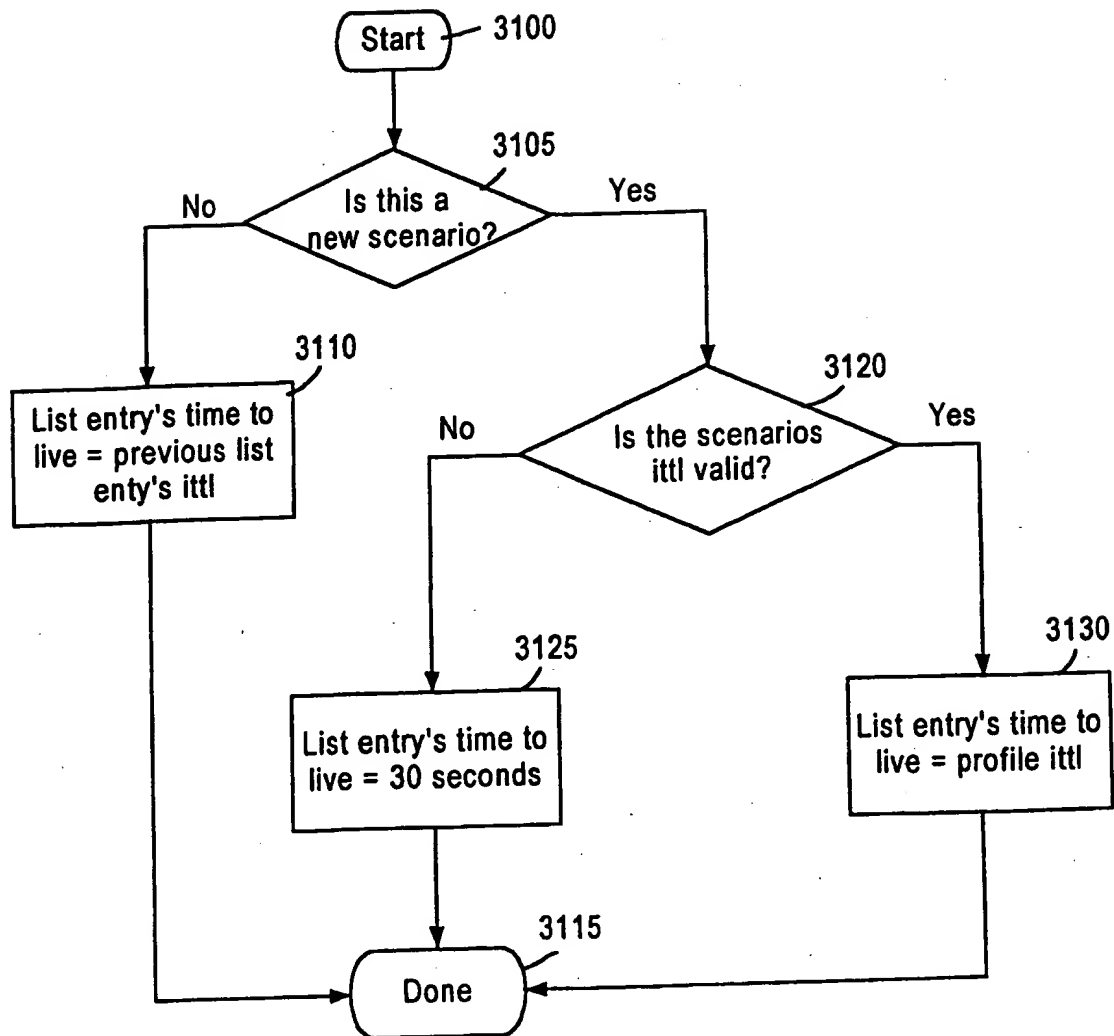 Start
3100
3105
No
Is this a
new scenario?
Yes
3110
List entry's time to
live = previous list
enty's ittl
3120
No
Is the scenarios
ittl valid?
Yes
3125
List entry's time to
live = 30 seconds
3130
List entry's time to
live = profile ittl
3115
Done